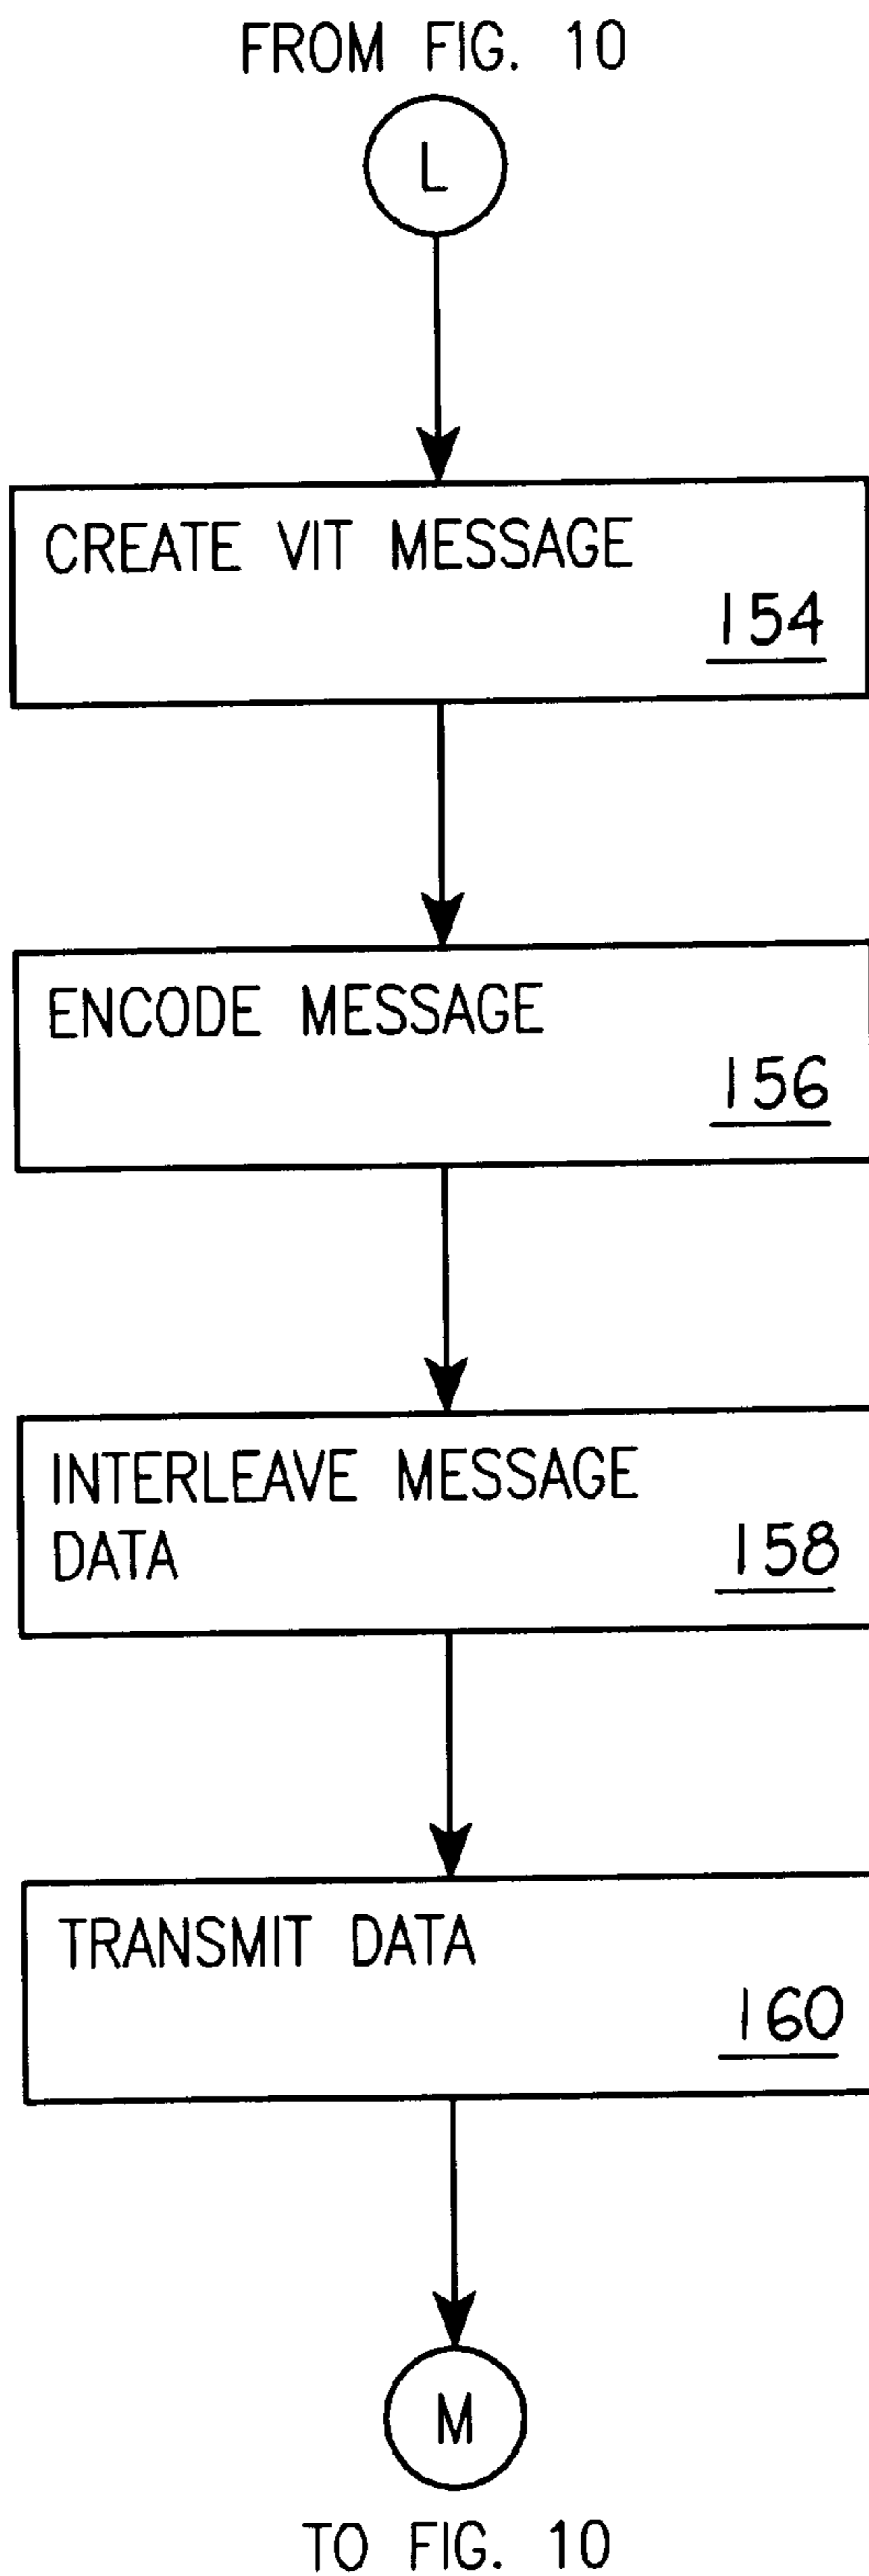 FROM FIG. 10
L
CREATE VIT MESSAGE
154
ENCODE MESSAGE
156
INTERLEAVE MESSAGE
DATA
158
TRANSMIT DATA
160
M
TO FIG. 10